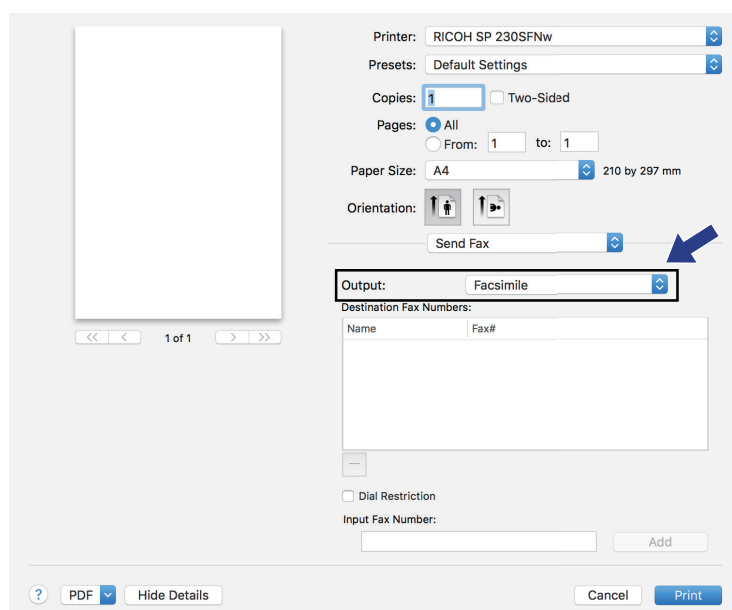 Printer: RICOH SP 230SFNw
Presets: Default Settings
Copies: 1 Two-Sided
Pages: All
From: 1 to: 1
Paper Size: A4 210 by 297 mm
Orientation:
Send Fax
Output: Facsimile
Destination Fax Numbers:
Name Fax#
<< < 1 of 1 > >>
Dial Restriction
Input Fax Number:
Add
? PDF Hide Details Cancel Print